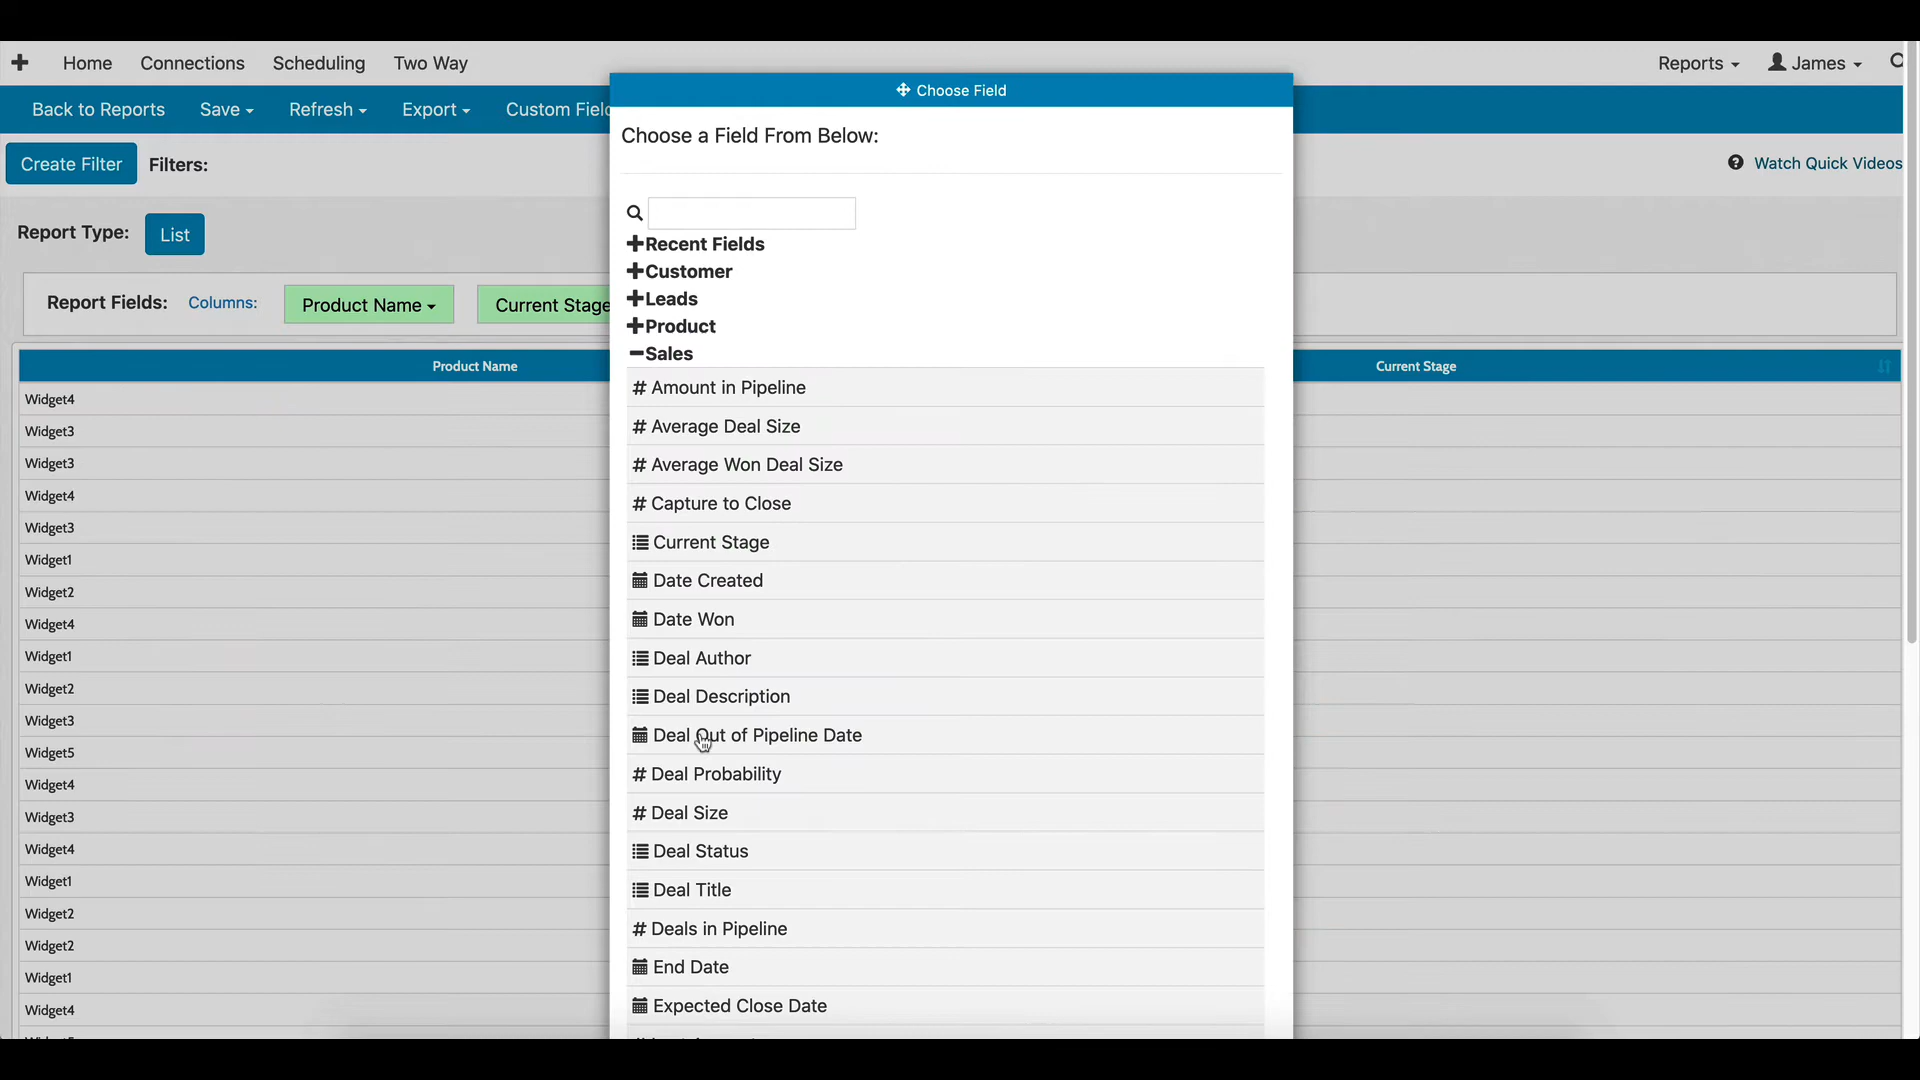 Home Connections Scheduling Two Way Reports James
Back to Reports Save Refresh Export Custom
Choose Field
Create Filter Filters: Watch Quick Videos
Choose a Field From Below:
Report Type: List
Recent Fields
Customer
Leads
Product
Sales
Report Fields: Columns: Product Name Current Stage
Product Name Current Stage
# Amount in Pipeline
# Average Deal Size
# Average Won Deal Size
# Capture to Close
Current Stage
Date Created
Date Won
Deal Author
Deal Description
Deal Out of Pipeline Date
# Deal Probability
# Deal Size
Deal Status
Deal Title
# Deals in Pipeline
End Date
Expected Close Date
Widget4
Widget3
Widget3
Widget4
Widget3
Widget1
Widget2
Widget4
Widget1
Widget2
Widget3
Widget5
Widget4
Widget3
Widget4
Widget1
Widget2
Widget2
Widget1
Widget4